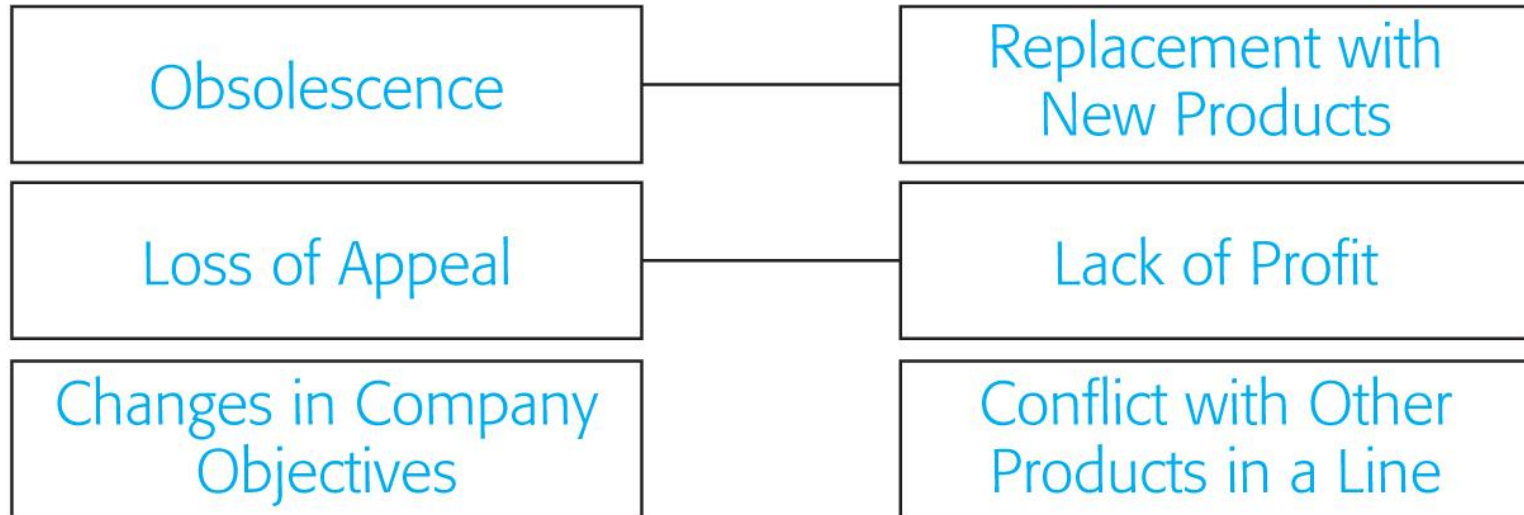 Obsolescence
Replacement with
New Products
Loss of Appeal
Lack of Profit
Changes in Company
Objectives
Conflict with Other
Products in a Line